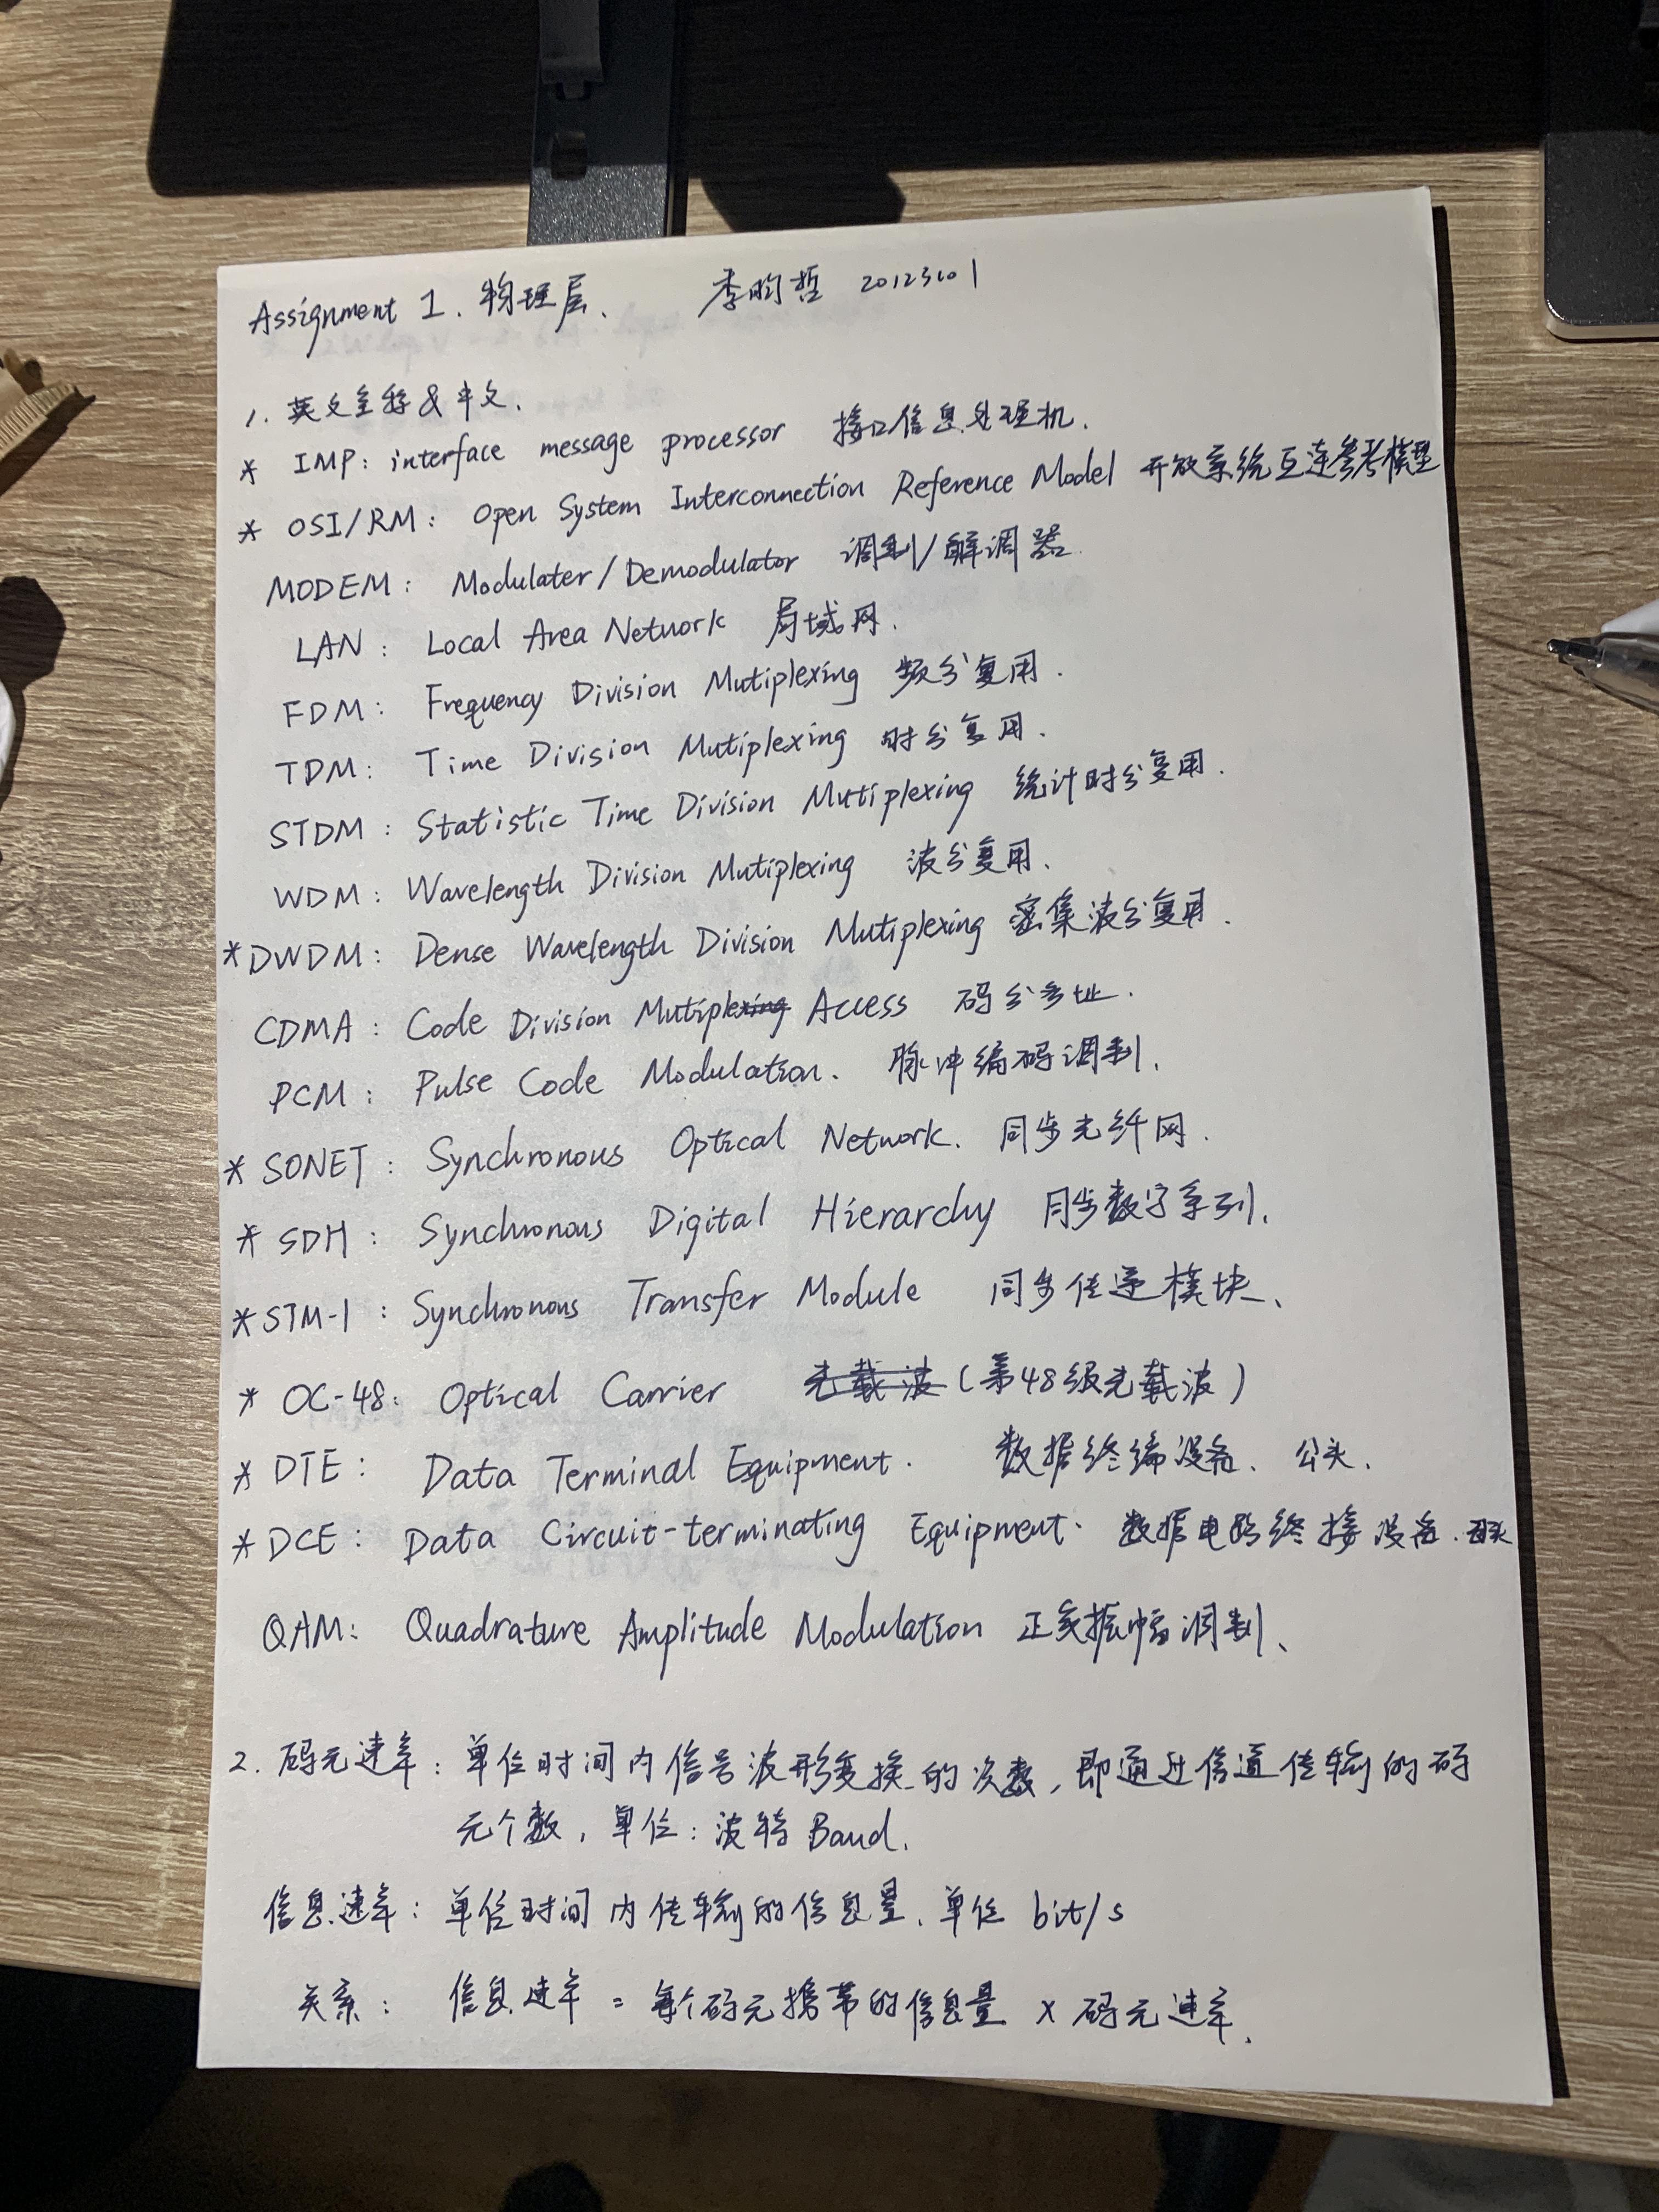 Assignment 1. 物理层. 李昀哲 20123101
1. 英文全称&中文.
* IMP: interface message processor 接口信息处理机.
* OSI/RM: Open System Interconnection Reference Model 开放系统互连参考模型
MODEM: Modulater/Demodulator 调制/解调器.
LAN: Local Area Network 局域网.
FDM: Frequency Division Mutiplexing 频分复用.
TDM: Time Division Mutiplexing 时分复用.
STDM: Statistic Time Division Mutiplexing 统计时分复用.
WDM: Wavelength Division Mutiplexing 波分复用.
* DWDM: Dense Wavelength Division Mutiplexing 密集波分复用.
CDMA: Code Division Mutiple Access 码分多址.
PCM: Pulse Code Modulation. 脉冲编码调制.
* SONET: Synchronous Optical Network. 同步光纤网.
* SDH: Synchronous Digital Hierarchy 同步数字系列.
* STM-1: Synchronous Transfer Module 同步传递模块、
* OC-48: Optical Carrier 光载波 (第48级光载波)
* DTE: Data Terminal Equipment. 数据终端设备、公头.
* DCE: Data Circuit-terminating Equipment. 数据电路终接设备.母头
QAM: Quadrature Amplitude Modulation 正交振幅调制、
2. 码元速率: 单位时间内信号波形变换的次数, 即通过信道传输的码
元个数, 单位: 波特 Baud.
信息速率: 单位时间内传输的信息量、单位 bit/s
关系: 信息速率 = 每个码元携带的信息量 × 码元速率.